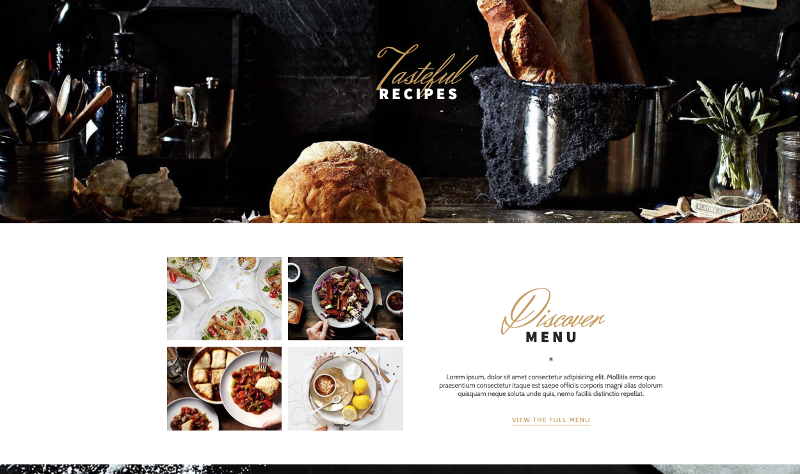 Tasteful
RECIPES
Discover
MENU
Lorem ipsum, dolor sit amet consectetur adipisicing elit. Mollitia error quo
praesentium consectetur itaque est saepe officiis corporis magni alias dolorum
quisquam neque soluta unde quis, nemo facilis distinctio repellat.
VIEW THE FULL MENU